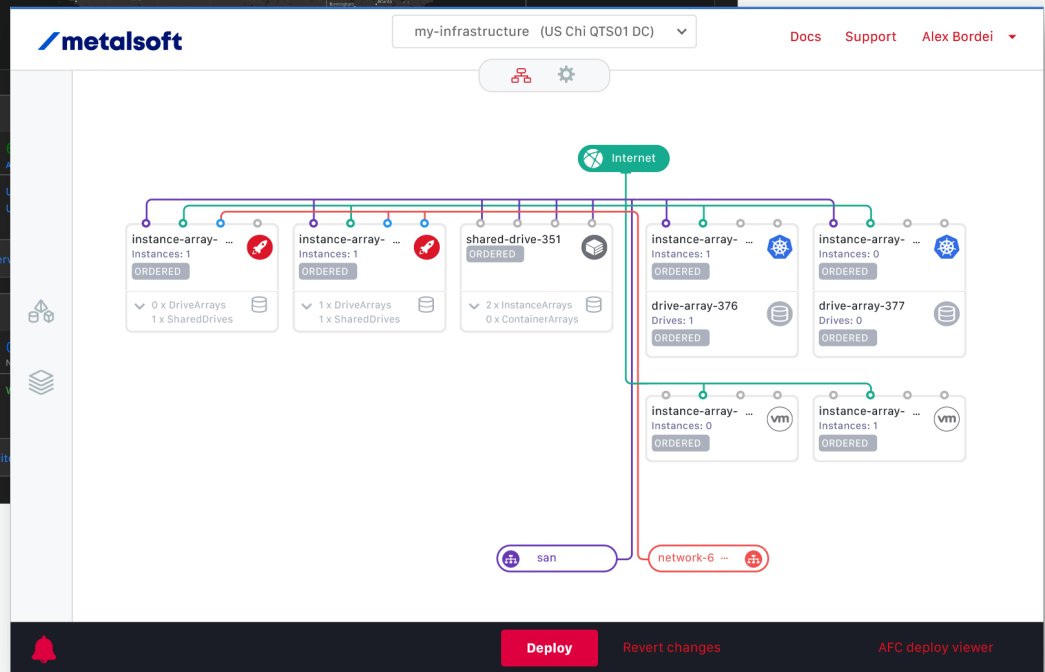 metalsoft
my-infrastructure (US Chi QTS01 DC)
Docs
Support
Alex Bordei
Internet
instance-array- ...
Instances: 1
ORDERED
0 x DriveArrays
1 x SharedDrives
instance-array- ...
Instances: 1
ORDERED
1 x DriveArrays
1 x SharedDrives
shared-drive-351
ORDERED
2 x InstanceArrays
0 x ContainerArrays
instance-array- ...
Instances: 1
ORDERED
drive-array-376
Drives: 1
ORDERED
instance-array- ...
Instances: 0
ORDERED
drive-array-377
Drives: 0
ORDERED
instance-array- ...
Instances: 0
ORDERED
vm
instance-array- ...
Instances: 1
ORDERED
vm
san
network-6 ...
Deploy
Revert changes
AFC deploy viewer